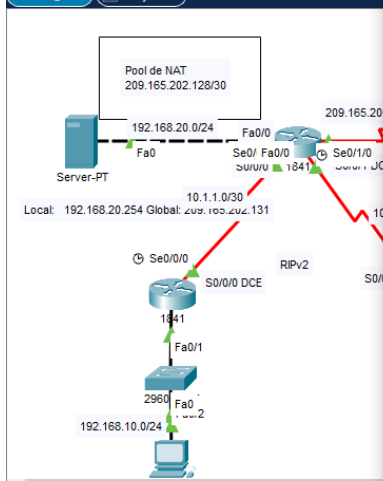 Pool de NAT
209.165.202.128/30
209.165.20
192.168.20.0/24
Fa0/0
Fa0
Se0/ Fa0/0
Se0/1/0
Server-PT
S0/0/0
1841
10.1.1.0/30
Local: 192.168.20.254 Global: 209.165.202.131
10
Se0/0/0
RIPv2
S0/0/0 DCE
S0/
1841
Fa0/1
2960
Fa0
192.168.10.0/24